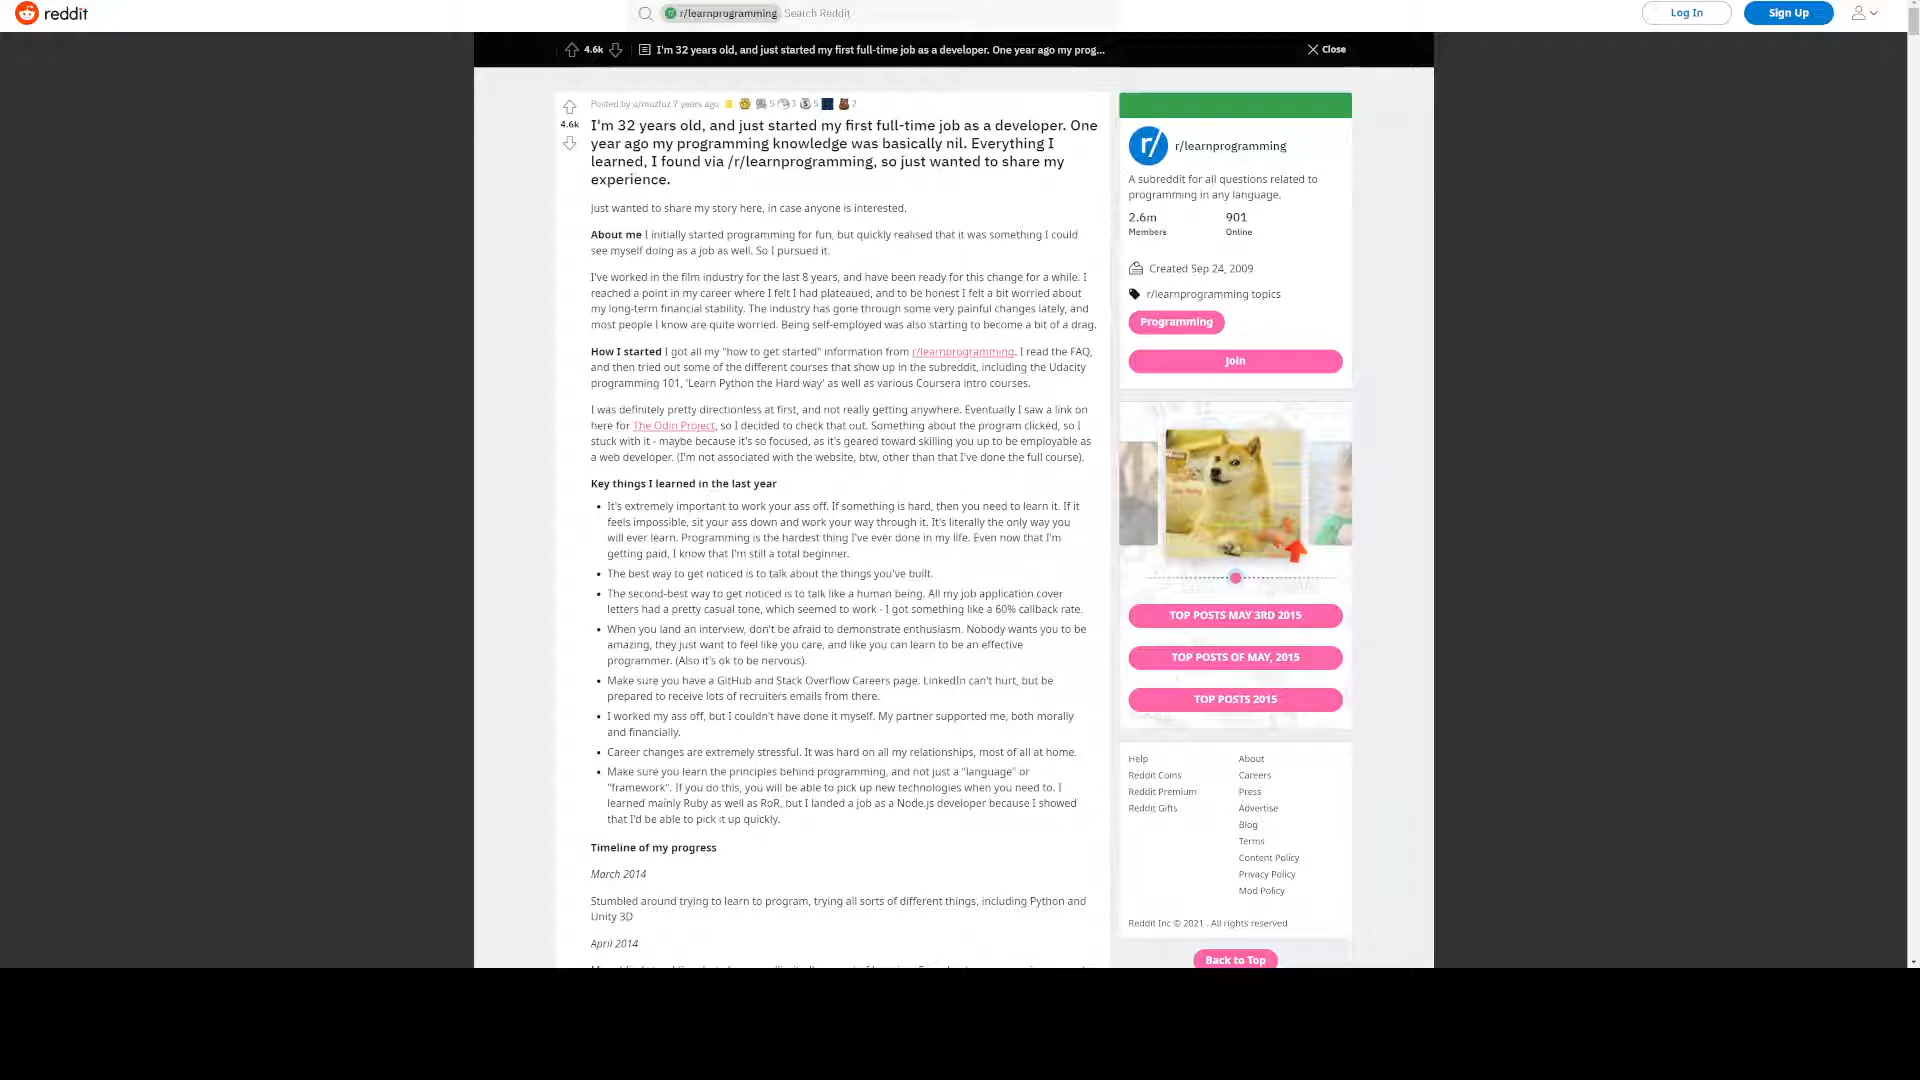 reddit
r/learnprogramming Search Reddit
Log In
Sign Up
4.6k
I'm 32 years old, and just started my first full-time job as a developer. One year ago my prog...
Close
Posted by u/muzfuz 7 years ago 5 3 5 2
4.6k
I'm 32 years old, and just started my first full-time job as a developer. One
year ago my programming knowledge was basically nil. Everything I
learned, I found via /r/learnprogramming, so just wanted to share my
experience.
Just wanted to share my story here, in case anyone is interested.
About me I initially started programming for fun, but quickly realised that it was something I could
see myself doing as a job as well. So I pursued it.
I've worked in the film industry for the last 8 years, and have been ready for this change for a while. I
reached a point in my career where I felt I had plateaued, and to be honest I felt a bit worried about
my long-term financial stability. The industry has gone through some very painful changes lately, and
most people I know are quite worried. Being self-employed was also starting to become a bit of a drag.
How I started I got all my "how to get started" information from r/learnprogramming. I read the FAQ,
and then tried out some of the different courses that show up in the subreddit, including the Udacity
programming 101, 'Learn Python the Hard way' as well as various Coursera intro courses.
I was definitely pretty directionless at first, and not really getting anywhere. Eventually I saw a link on
here for The Odin Project, so I decided to check that out. Something about the program clicked, so I
stuck with it - maybe because it's so focused, as it's geared toward skilling you up to be employable as
a web developer. (I'm not associated with the website, btw, other than that I've done the full course).
Key things I learned in the last year
• It's extremely important to work your ass off. If something is hard, then you need to learn it. If it
feels impossible, sit your ass down and work your way through it. It's literally the only way you
will ever learn. Programming is the hardest thing I've ever done in my life. Even now that I'm
getting paid, I know that I'm still a total beginner.
• The best way to get noticed is to talk about the things you've built.
• The second-best way to get noticed is to talk like a human being. All my job application cover
letters had a pretty casual tone, which seemed to work - I got something like a 60% callback rate.
• When you land an interview, don't be afraid to demonstrate enthusiasm. Nobody wants you to be
amazing, they just want to feel like you care, and like you can learn to be an effective
programmer. (Also it's ok to be nervous).
• Make sure you have a GitHub and Stack Overflow Careers page. LinkedIn can't hurt, but be
prepared to receive lots of recruiters emails from there.
• I worked my ass off, but I couldn't have done it myself. My partner supported me, both morally
and financially.
• Career changes are extremely stressful. It was hard on all my relationships, most of all at home.
• Make sure you learn the principles behind programming, and not just a "language" or
"framework". If you do this, you will be able to pick up new technologies when you need to. I
learned mainly Ruby as well as RoR, but I landed a job as a Node.js developer because I showed
that I'd be able to pick it up quickly.
Timeline of my progress
March 2014
Stumbled around trying to learn to program, trying all sorts of different things, including Python and
Unity 3D
April 2014
r/
r/learnprogramming
A subreddit for all questions related to
programming in any language.
2.6m 901
Members Online
Created Sep 24, 2009
r/learnprogramming topics
Programming
Join
TOP POSTS MAY 3RD 2015
TOP POSTS OF MAY, 2015
TOP POSTS 2015
Help
Reddit Coins
Reddit Premium
Reddit Gifts
About
Careers
Press
Advertise
Blog
Terms
Content Policy
Privacy Policy
Mod Policy
Reddit Inc © 2021 . All rights reserved
Back to Top